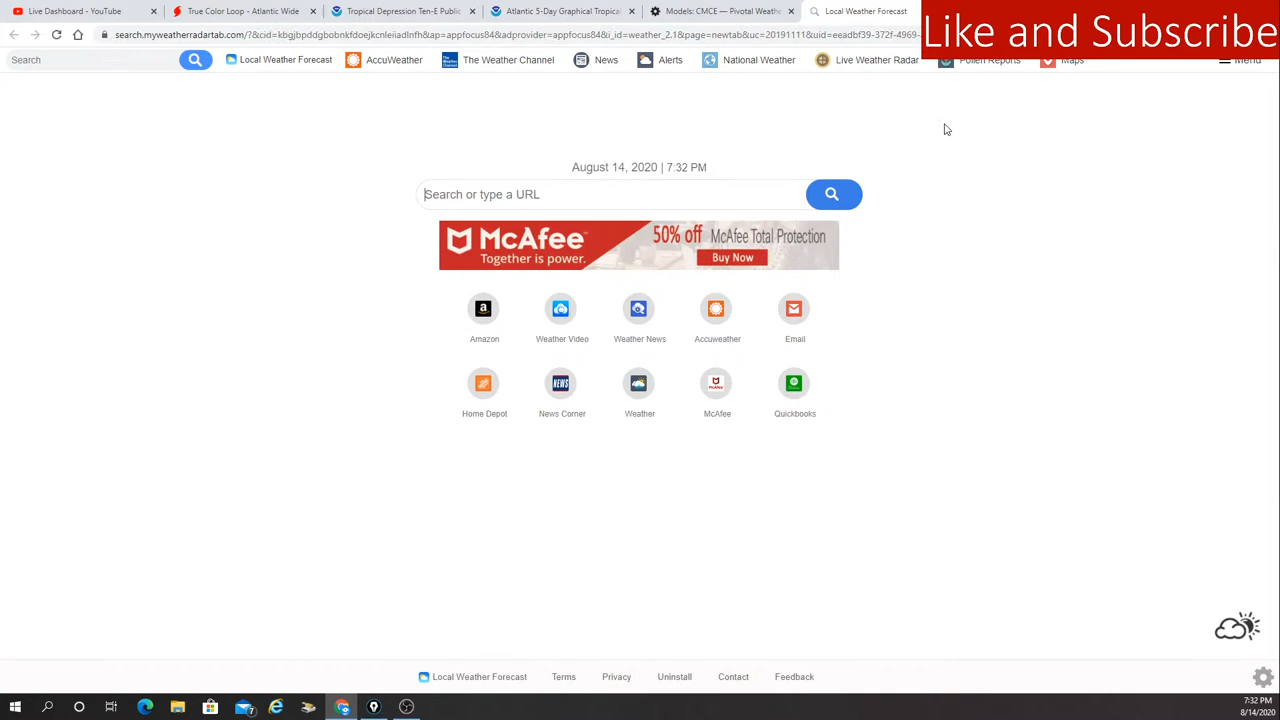 Live Dashboard - YouTube
True Color Loop - Atlantic Wide
Tropical Depression Ten-E Public
Atlantic 5-Day Graphical Tropical
Models: CMCE — Pivotal Weathe
Local Weather Forecast
Like and Subscribe
Search
Local Weather Forecast
AccuWeather
The Weather Channel
News
Alerts
National Weather
Live Weather Radar
Pollen Reports
Maps
Menu
August 14, 2020 | 7:32 PM
Search or type a URL
McAfee
Together is power.
50% off McAfee Total Protection
Buy Now
Amazon
Weather Video
Weather News
Accuweather
Email
NEWS
Home Depot
News Corner
Weather
McAfee
Quickbooks
Local Weather Forecast
Terms
Privacy
Uninstall
Contact
Feedback
7:32 PM
8/14/2020